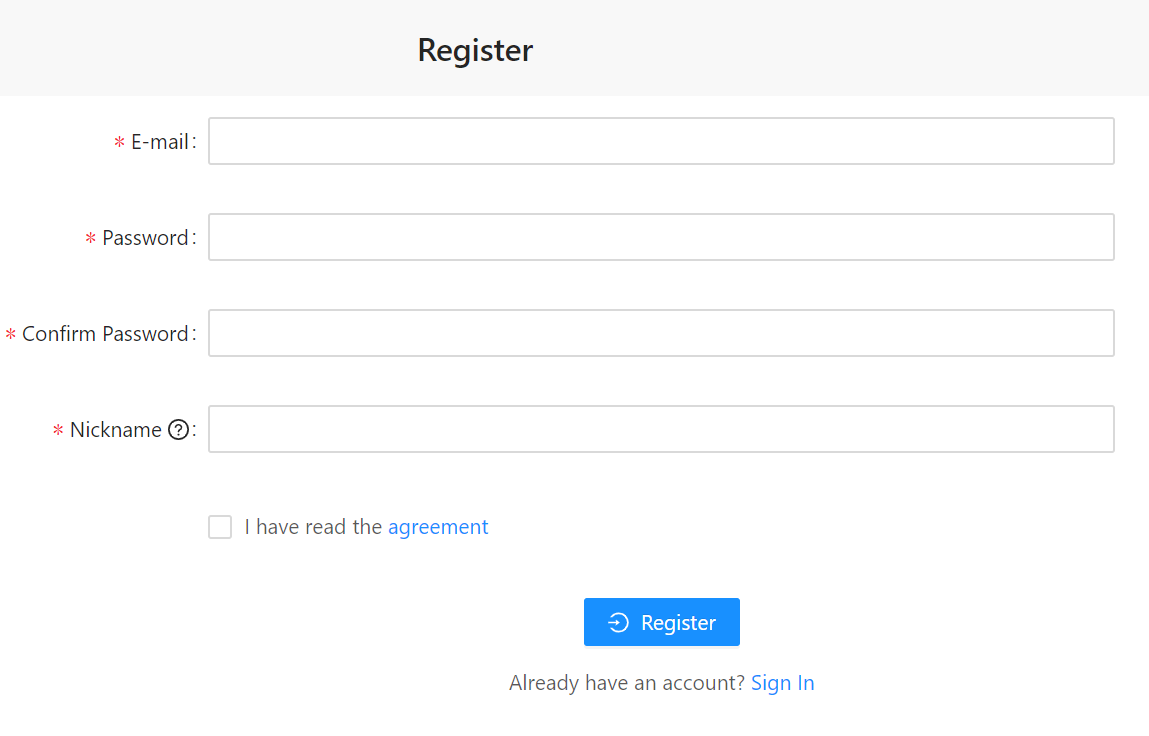 Register
* E-mail:
* Password:
* Confirm Password:
* Nickname ?:
I have read the agreement
Register
Already have an account? Sign In